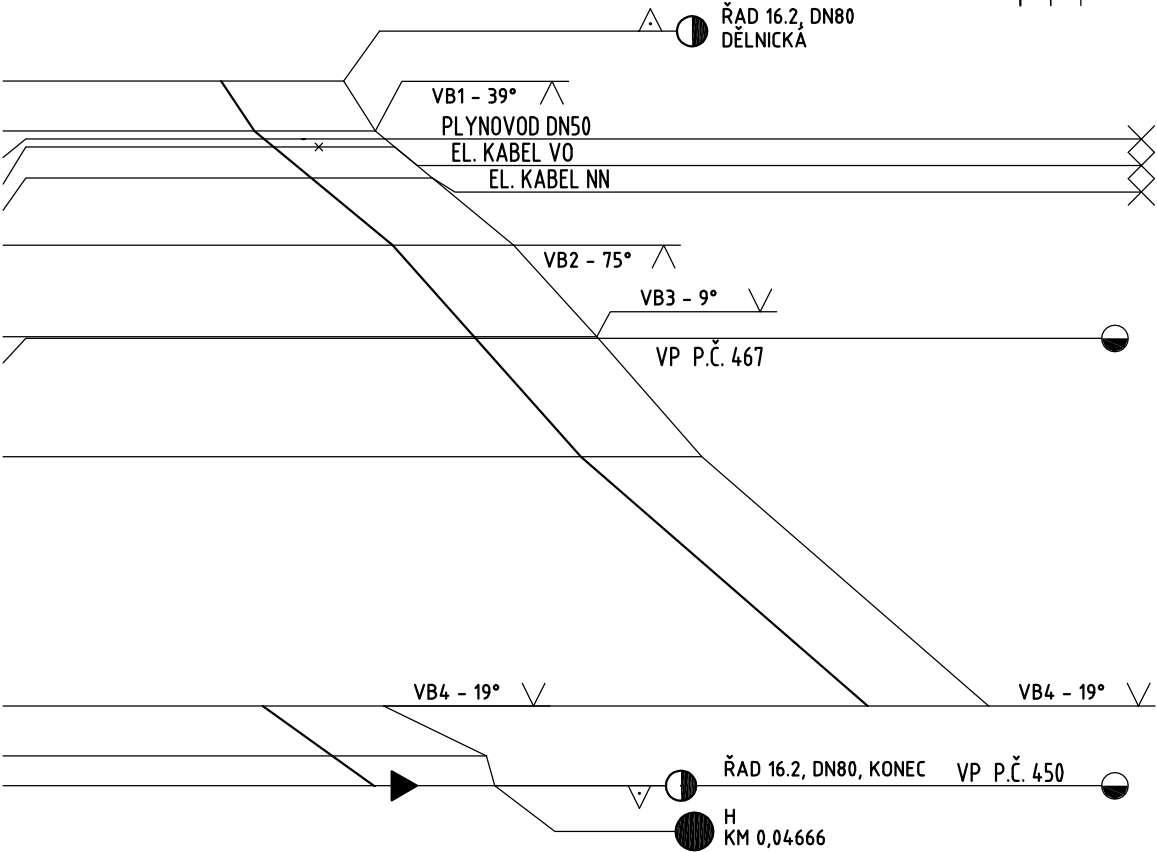 ŘAD 16.2, DN80
DĚLNICKÁ
VB1 - 39°
PLYNOVOD DN50
EL. KABEL VO
EL. KABEL NN
VB2 - 75°
VB3 - 9°
VP P.Č. 467
VB4 - 19°
VB4 - 19°
ŘAD 16.2, DN80, KONEC
VP P.Č. 450
H
KM 0,04666